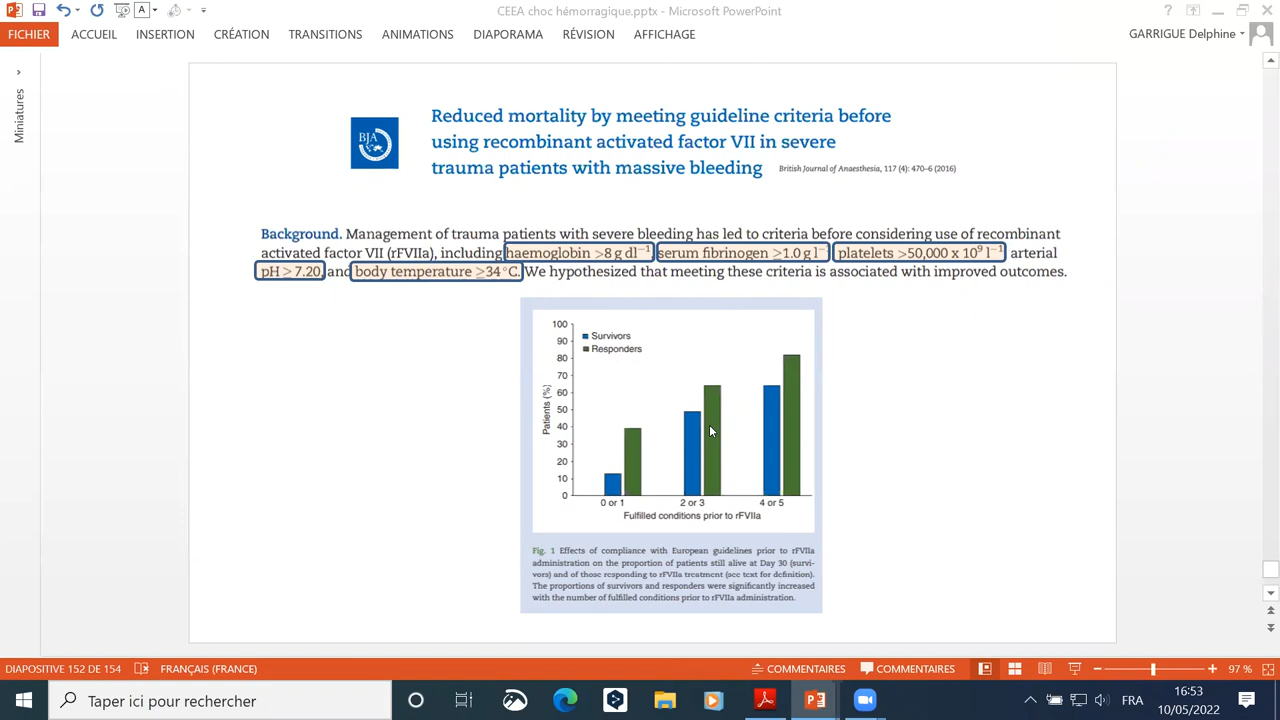 CEEA choc hémorragique.pptx - Microsoft PowerPoint
FICHIER ACCUEIL INSERTION CRÉATION TRANSITIONS ANIMATIONS DIAPORAMA RÉVISION AFFICHAGE
GARRIGUE Delphine
Miniatures
BJA
Reduced mortality by meeting guideline criteria before
using recombinant activated factor VII in severe
trauma patients with massive bleeding
British Journal of Anaesthesia, 117 (4): 470–6 (2016)
Background. Management of trauma patients with severe bleeding has led to criteria before considering use of recombinant
activated factor VII (rFVIIa), including haemoglobin >8 g dl⁻¹, serum fibrinogen ≥1.0 g l⁻¹ platelets >50,000 x 10⁹ l⁻¹ arterial
pH ≥ 7.20, and body temperature ≥34 °C. We hypothesized that meeting these criteria is associated with improved outcomes.
100
90
80
70
60
50
40
30
20
10
0
Patients (%)
Survivors
Responders
0 or 1 2 or 3 4 or 5
Fulfilled conditions prior to rFVIIa
Fig. 1 Effects of compliance with European guidelines prior to rFVIIa
administration on the proportion of patients still alive at Day 30 (survi-
vors) and of those responding to rFVIIa treatment (see text for definition).
The proportions of survivors and responders were significantly increased
with the number of fulfilled conditions prior to rFVIIa administration.
DIAPOSITIVE 152 DE 154 FRANÇAIS (FRANCE) COMMENTAIRES COMMENTAIRES 97 %
Taper ici pour rechercher
FRA
16:53
10/05/2022